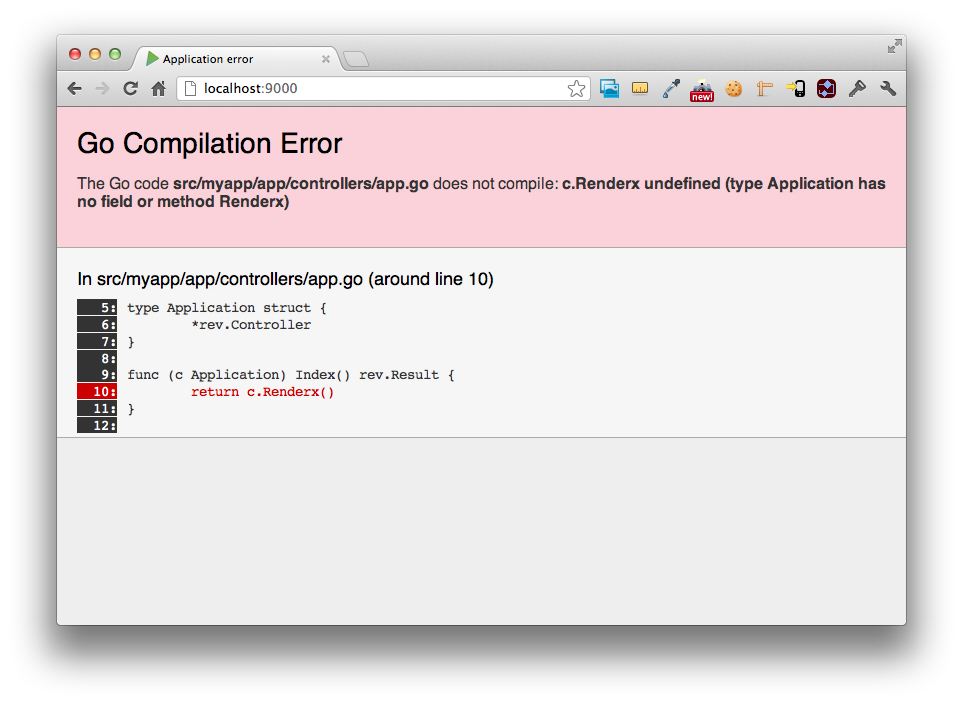 Application error
localhost:9000
new!
Go Compilation Error
The Go code src/myapp/app/controllers/app.go does not compile: c.Renderx undefined (type Application has
no field or method Renderx)
In src/myapp/app/controllers/app.go (around line 10)
5: type Application struct {
6: *rev.Controller
7: }
8:
9: func (c Application) Index() rev.Result {
10: return c.Renderx()
11: }
12: